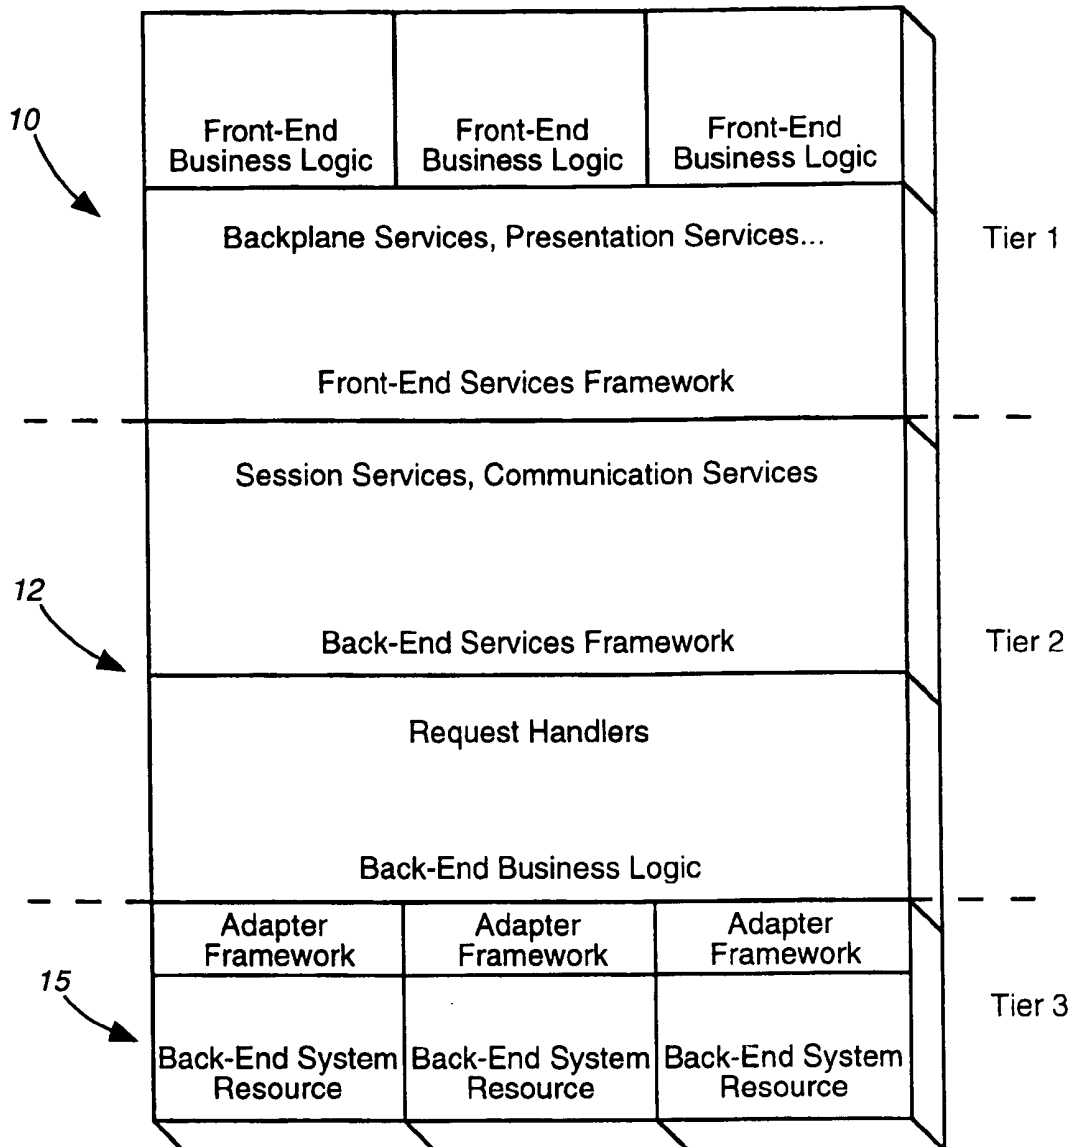 10
Front-End
Business Logic
Front-End
Business Logic
Front-End
Business Logic
Backplane Services, Presentation Services...
Tier 1
Front-End Services Framework
Session Services, Communication Services
12
Back-End Services Framework
Tier 2
Request Handlers
Back-End Business Logic
Adapter
Framework
Adapter
Framework
Adapter
Framework
15
Tier 3
Back-End System
Resource
Back-End System
Resource
Back-End System
Resource